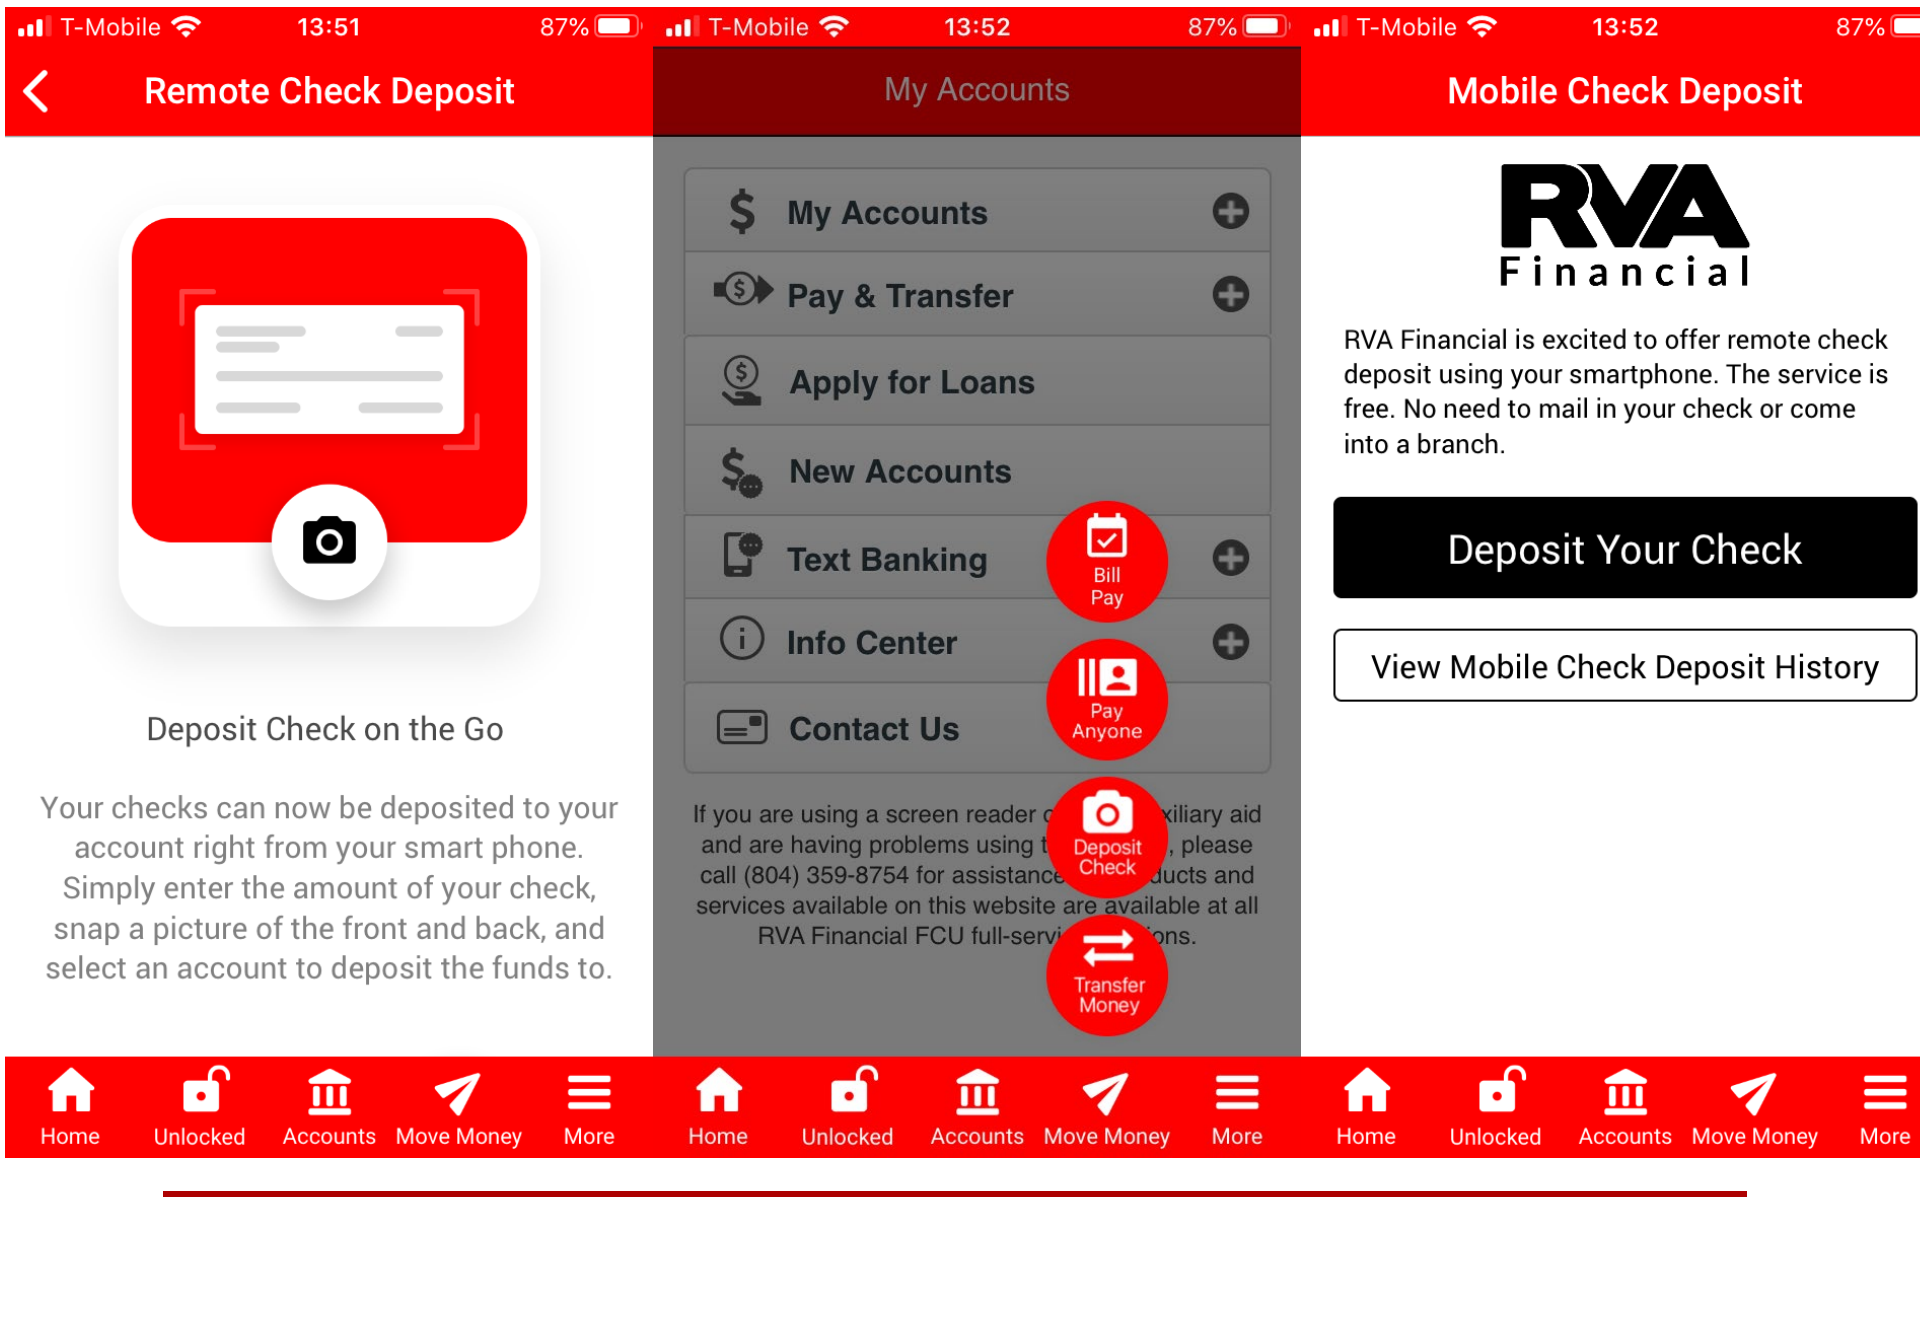 T-Mobile 13:51 87%
Remote Check Deposit
Deposit Check on the Go
Your checks can now be deposited to your
account right from your smart phone.
Simply enter the amount of your check,
snap a picture of the front and back, and
select an account to deposit the funds to.
Home Unlocked Accounts Move Money More
T-Mobile 13:52 87%
My Accounts
My Accounts
Pay & Transfer
Apply for Loans
New Accounts
Text Banking
Info Center
Contact Us
Bill
Pay
Pay
Anyone
Deposit
Check
Transfer
Money
If you are using a screen reader aid
and are having problems using , please
call (804) 359-8754 for assistance and
services available on this website are available at all
RVA Financial FCU
Home Unlocked Accounts Move Money More
T-Mobile 13:52 87%
Mobile Check Deposit
RVA
Financial
RVA Financial is excited to offer remote check
deposit using your smartphone. The service is
free. No need to mail in your check or come
into a branch.
Deposit Your Check
View Mobile Check Deposit History
Home Unlocked Accounts Move Money More